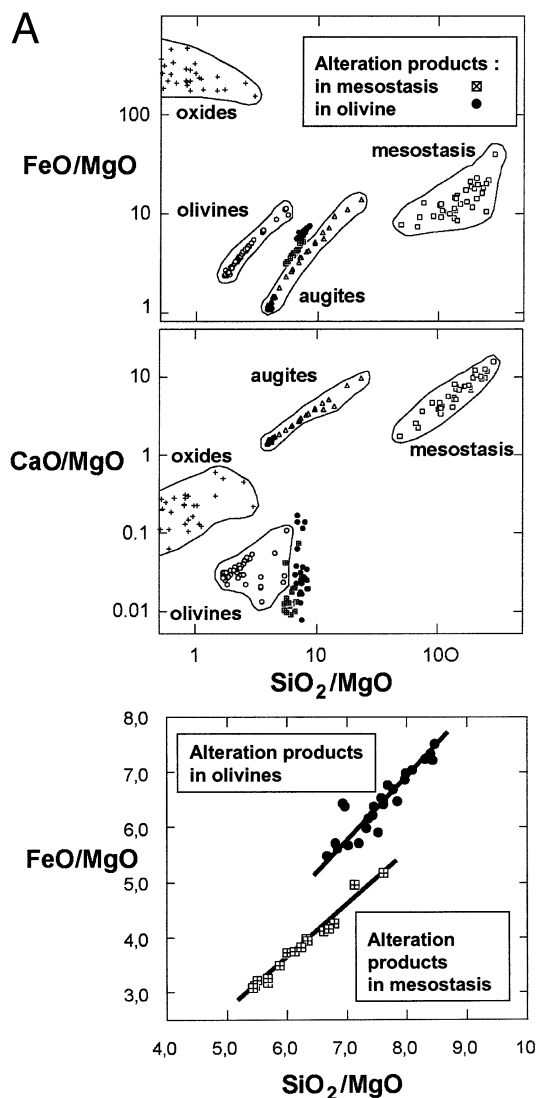 A
Alteration products :
in mesostasis
in olivine
oxides
100
FeO/MgO
mesostasis
olivines
10
augites
1
10
augites
CaO/MgO
1
mesostasis
oxides
0.1
olivines
0.01
1 10 100
SiO2/MgO
8,0
Alteration products
in olivines
7,0
6,0
FeO/MgO
5,0
4,0
Alteration
products
in mesostasis
3,0
4,0 5,0 6,0 7,0 8,0 9,0 10
SiO2/MgO